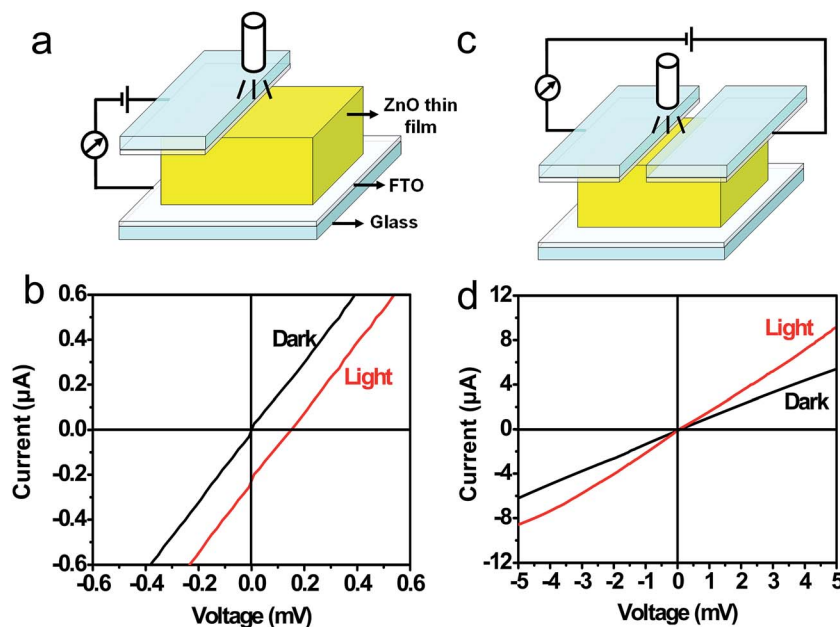 a
ZnO thin
film
FTO
Glass
c
b
0.6
0.4
0.2
0.0
-0.2
-0.4
-0.6
Current (µA)
Dark
Light
-0.6 -0.4 -0.2 0.0 0.2 0.4 0.6
Voltage (mV)
d
12
8
4
0
-4
-8
-12
Current (µA)
Light
Dark
-5 -4 -3 -2 -1 0 1 2 3 4 5
Voltage (mV)